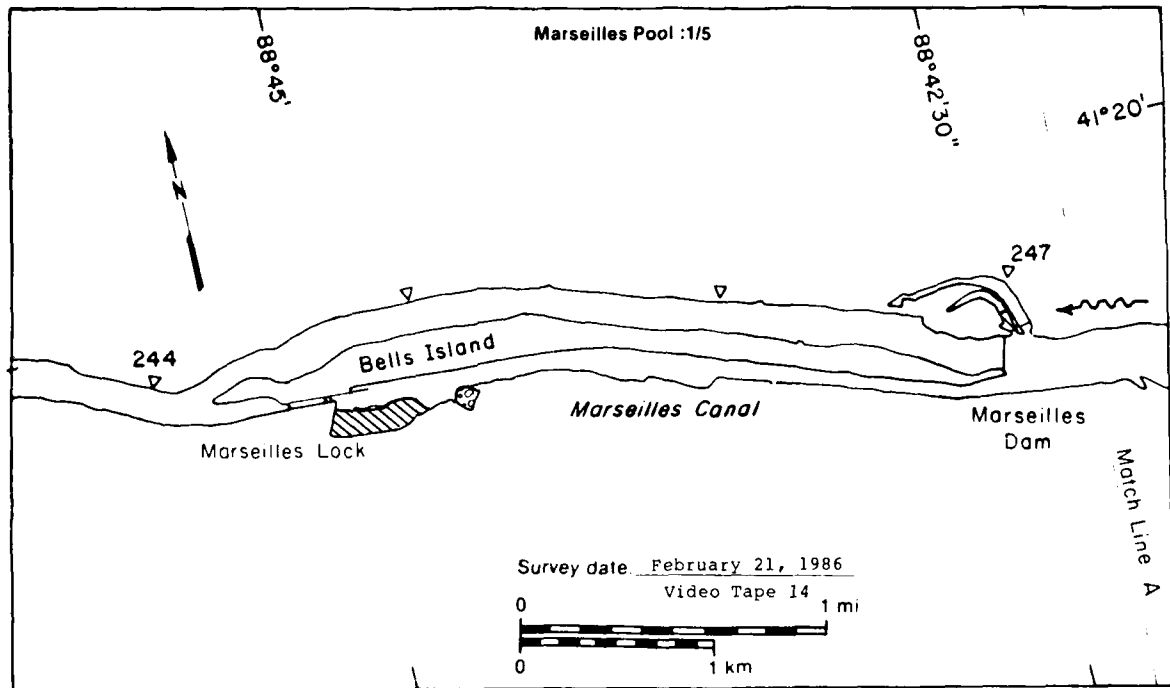 Marseilles Pool :1/5
88°45'
88°42'30"
41°20'
N
247
244
Bells Island
Marseilles Canal
Marseilles Lock
Marseilles
Dam
Match Line A
Survey date February 21, 1986
Video Tape 14
0 1 mi
0 1 km